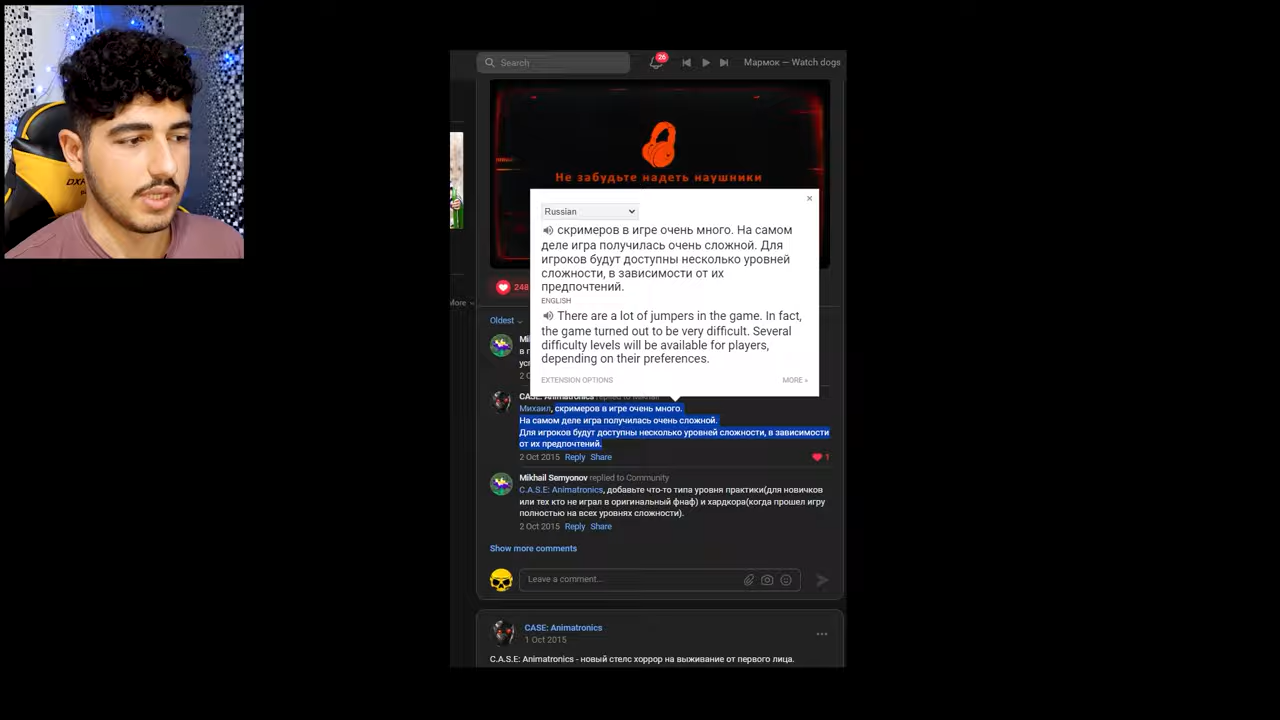 Search
26
Мармок — Watch dogs
Не забудьте надеть наушники
Russian
скримеров в игре очень много. На самом
деле игра получилась очень сложной. Для
игроков будут доступны несколько уровней
сложности, в зависимости от их
предпочтений.
ENGLISH
There are a lot of jumpers in the game. In fact,
the game turned out to be very difficult. Several
difficulty levels will be available for players,
depending on their preferences.
EXTENSION OPTIONS
MORE »
248
More
Oldest
CASE: Animatronics replied to Mikhail
Михаил, скримеров в игре очень много.
На самом деле игра получилась очень сложной.
Для игроков будут доступны несколько уровней сложности, в зависимости
от их предпочтений.
2 Oct 2015 Reply Share
1
Mikhail Semyonov replied to Community
C.A.S.E: Animatronics, добавьте что-то типа уровня практики(для новичков
или тех кто не играл в оригинальный фнаф) и хардкора(когда прошел игру
полностью на всех уровнях сложности).
2 Oct 2015 Reply Share
Show more comments
Leave a comment...
CASE: Animatronics
1 Oct 2015
C.A.S.E: Animatronics - новый стелс хоррор на выживание от первого лица.